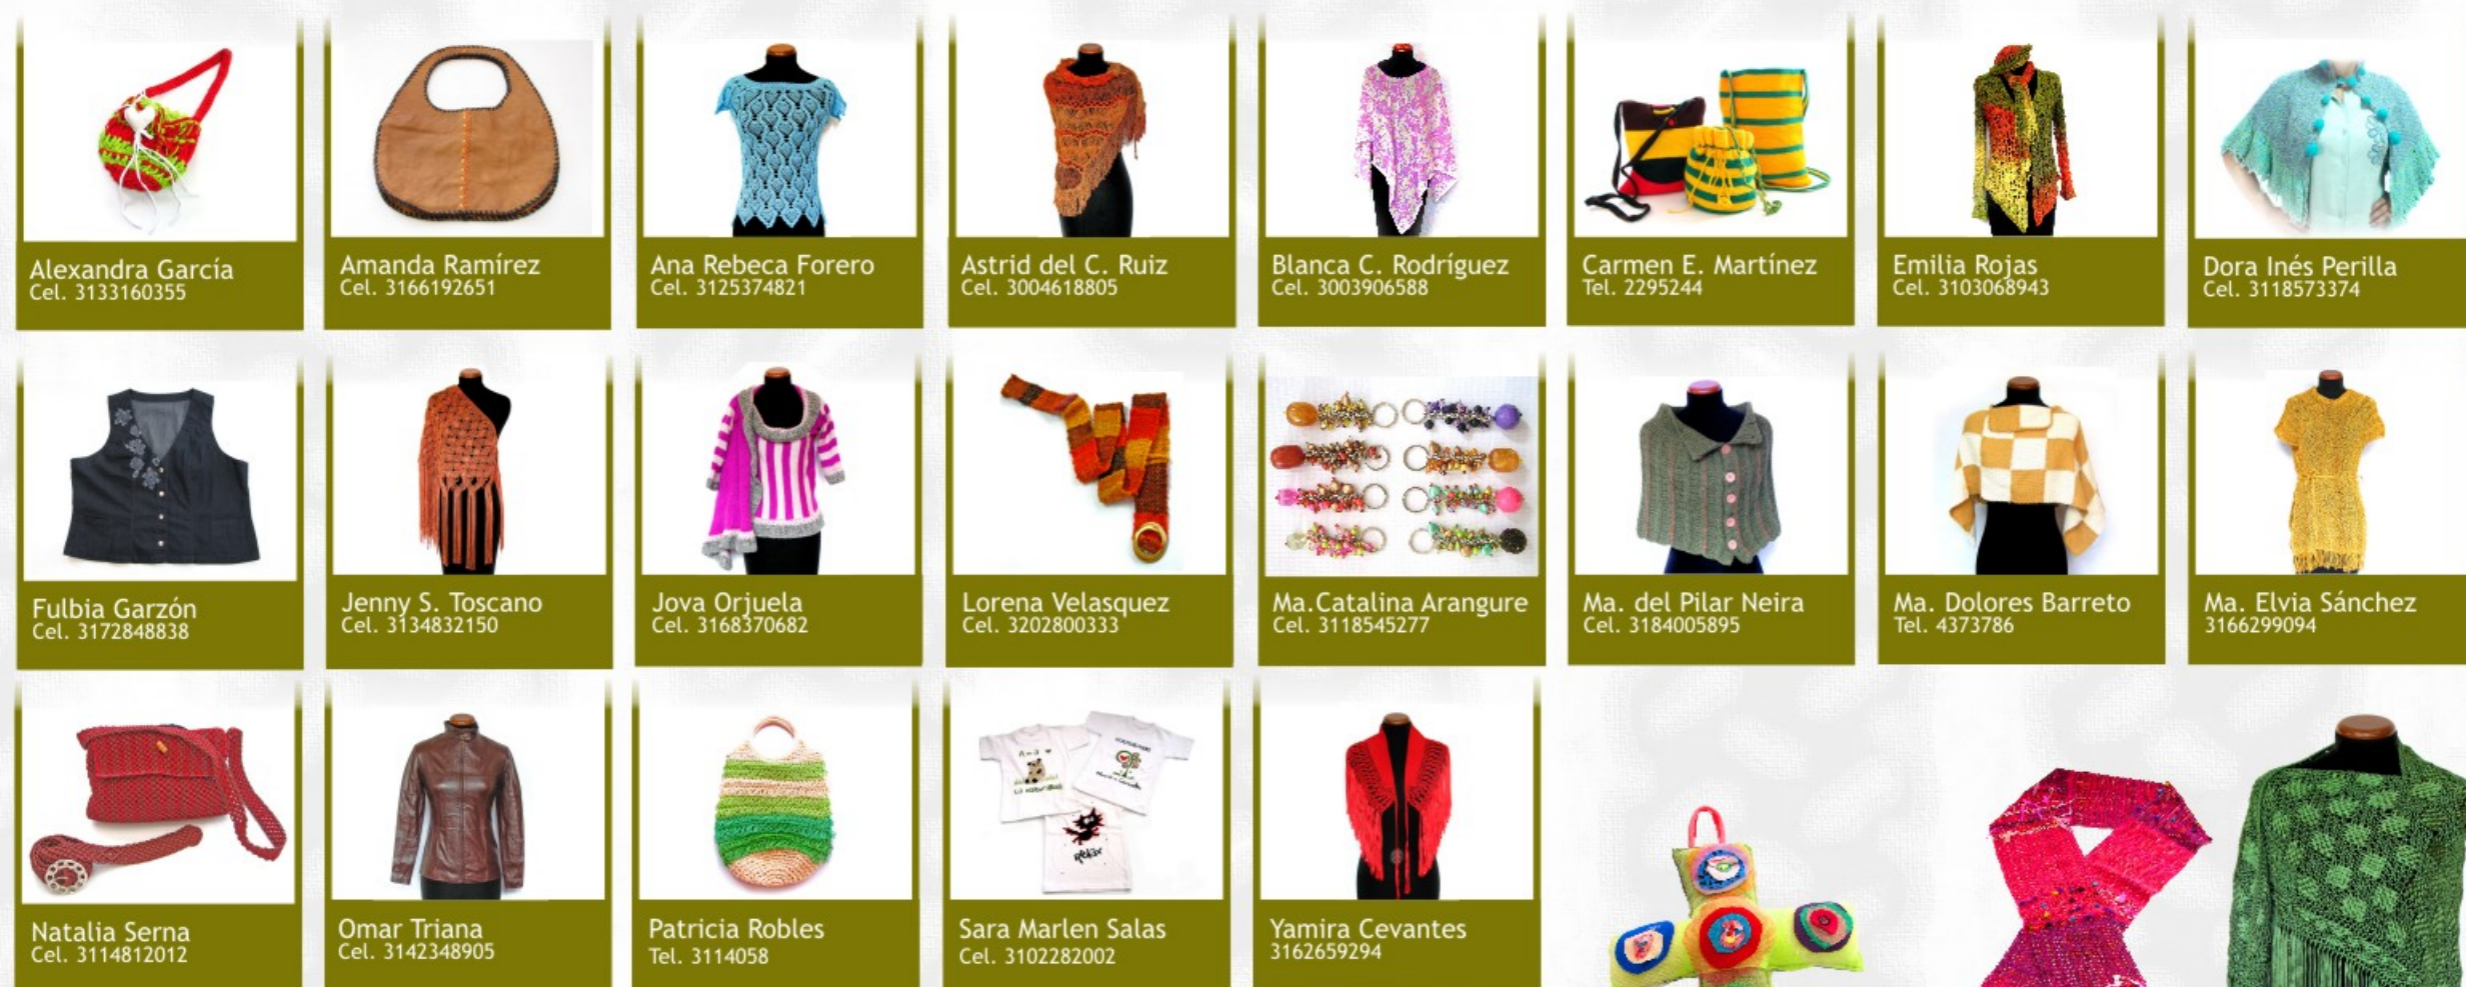 Alexandra García
Cel. 3133160355
Amanda Ramírez
Cel. 3166192651
Ana Rebeca Forero
Cel. 3125374821
Astrid del C. Ruiz
Cel. 3004618805
Blanca C. Rodríguez
Cel. 3003906588
Carmen E. Martínez
Tel. 2295244
Emilia Rojas
Cel. 3103068943
Dora Inés Perilla
Cel. 3118573374
Fulbia Garzón
Cel. 3172848838
Jenny S. Toscano
Cel. 3134832150
Jova Orjuela
Cel. 3168370682
Lorena Velasquez
Cel. 3202800333
Ma.Catalina Arangure
Cel. 3118545277
Ma. del Pilar Neira
Cel. 3184005895
Ma. Dolores Barreto
Tel. 4373786
Ma. Elvia Sánchez
3166299094
Natalia Serna
Cel. 3114812012
Omar Triana
Cel. 3142348905
Patricia Robles
Tel. 3114058
Sara Marlen Salas
Cel. 3102282002
Yamira Cevantes
3162659294